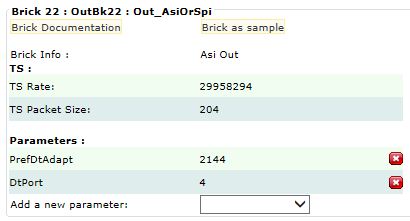 Brick 22 : OutBk22 : Out_AsiOrSpi
Brick Documentation Brick as sample
Brick Info : Asi Out
TS :
TS Rate: 29958294
TS Packet Size: 204
Parameters :
PrefDtAdapt 2144
DtPort 4
Add a new parameter: